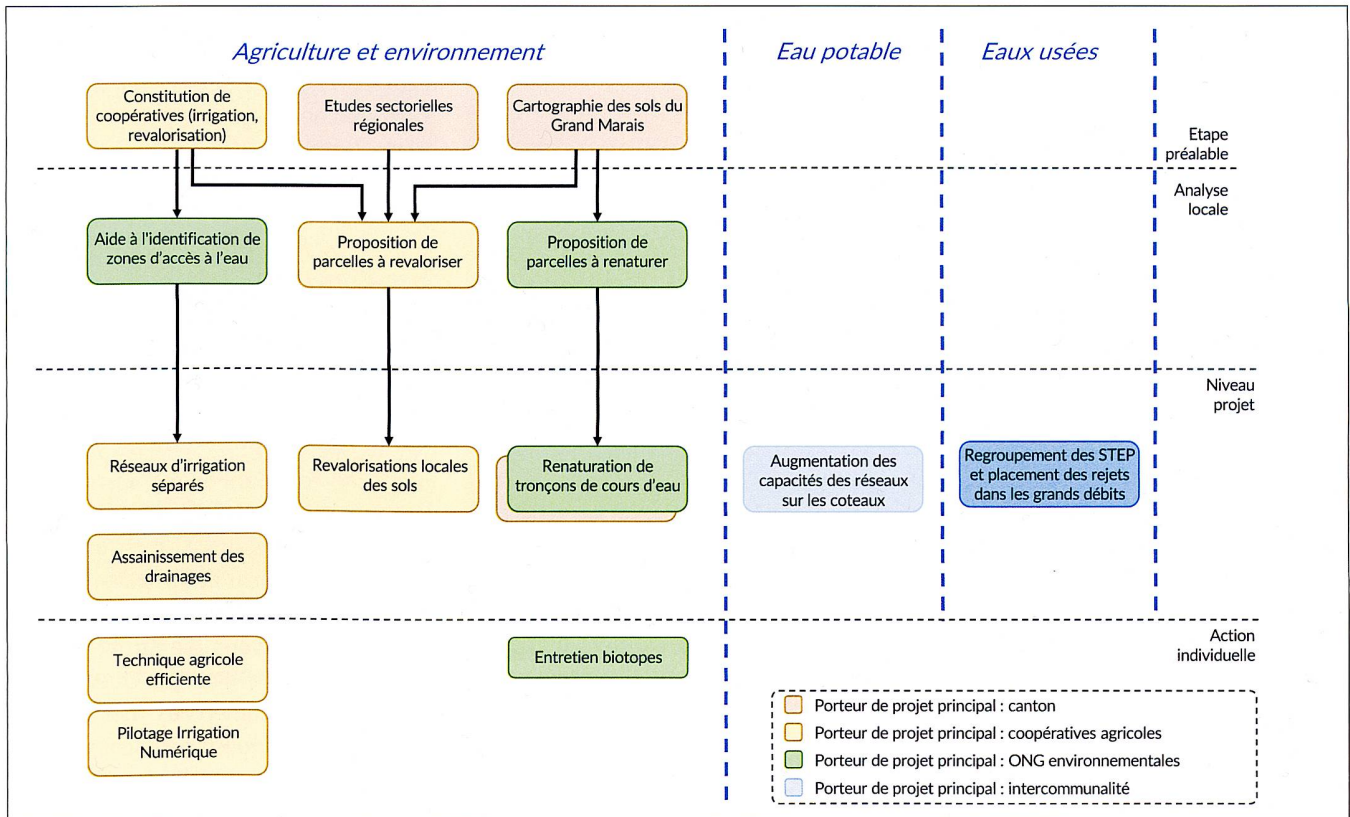 Agriculture et environnement
Eau potable
Eaux usées
Constitution de
coopératives (irrigation,
revalorisation)
Etudes sectorielles
régionales
Cartographie des sols du
Grand Marais
Etape
préalable
Analyse
locale
Aide à l'identification de
zones d'accès à l'eau
Proposition de
parcelles à revaloriser
Proposition de
parcelles à renaturer
Niveau
projet
Réseaux d'irrigation
séparés
Revalorisations locales
des sols
Renaturation de
tronçons de cours d'eau
Augmentation des
capacités des réseaux
sur les coteaux
Regroupement des STEP
et placement des rejets
dans les grands débits
Assainissement des
drainages
Action
individuelle
Technique agricole
efficiente
Entretien biotopes
Pilotage Irrigation
Numérique
Porteur de projet principal : canton
Porteur de projet principal : coopératives agricoles
Porteur de projet principal : ONG environnementales
Porteur de projet principal : intercommunalité